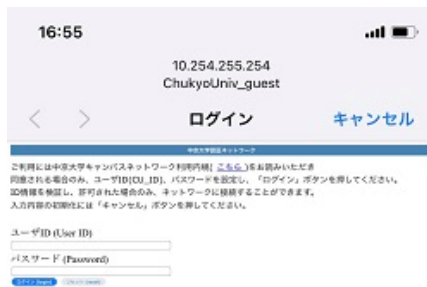 16:55
10.254.255.254
ChukyoUniv_guest
ログイン
キャンセル
中京大学認証ネットワーク
ご利用には中京大学キャンパスネットワーク利用内規( こちら )をお読みいただき
同意される場合のみ、ユーザID(CU_ID)、パスワードを設定し、「ログイン」ボタンを押してください。
ID情報を検証し、許可された場合のみ、ネットワークに接続することができます。
入力内容の初期化には「キャンセル」ボタンを押してください。
ユーザID (User ID)
パスワード (Password)
ログイン (login)